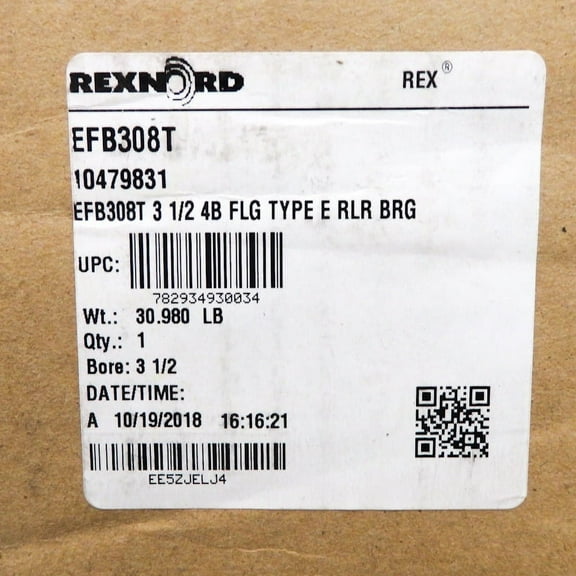 REXNORD REX®
EFB308T
10479831
EFB308T 3 1/2 4B FLG TYPE E RLR BRG
UPC:
782934930034
Wt.: 30.980 LB
Qty.: 1
Bore: 3 1/2
DATE/TIME:
A 10/19/2018 16:16:21
EE5ZJELJ4